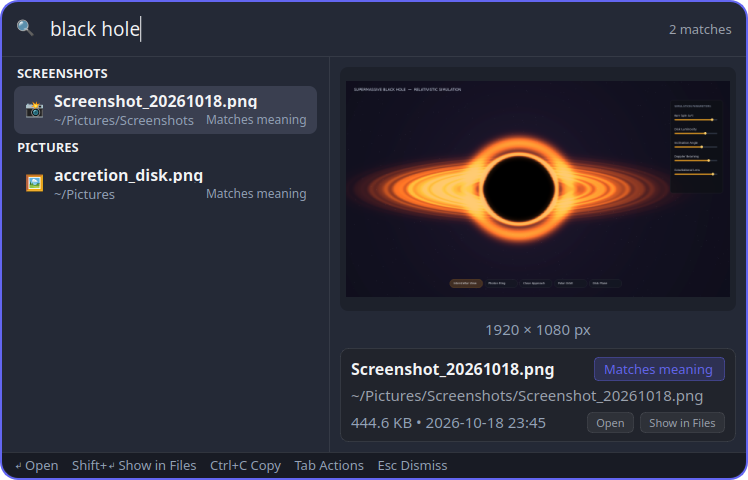 black hole
2 matches
SCREENSHOTS
Screenshot_20261018.png
~/Pictures/Screenshots Matches meaning
PICTURES
accretion_disk.png
~/Pictures Matches meaning
SUPERMASSIVE BLACK HOLE — RELATIVISTIC SIMULATION
1920 × 1080 px
Screenshot_20261018.png Matches meaning
~/Pictures/Screenshots/Screenshot_20261018.png
444.6 KB • 2026-10-18 23:45 Open Show in Files
↵ Open Shift+↵ Show in Files Ctrl+C Copy Tab Actions Esc Dismiss